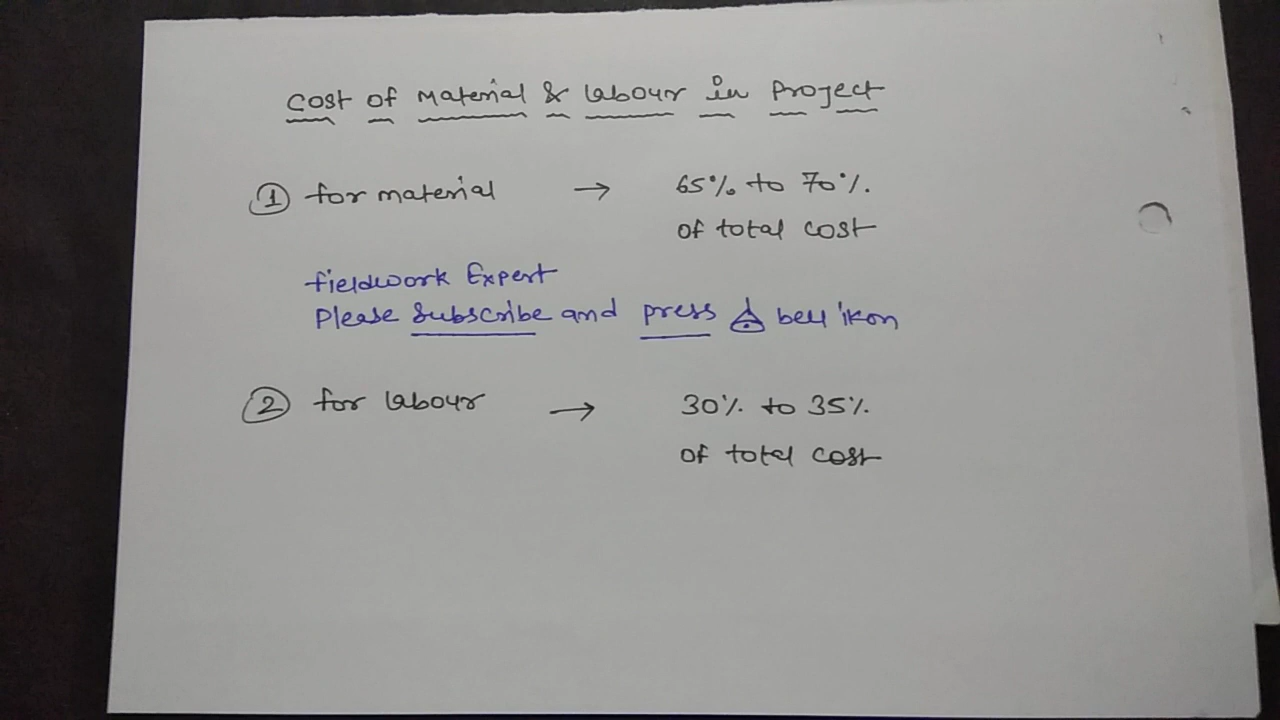 Cost of Material & labour in Project
① for material → 65% to 70%.
of total cost
fieldwork Expert
Please Subscribe and press 🔔 bell ikon
② for labour → 30% to 35%.
of total cost